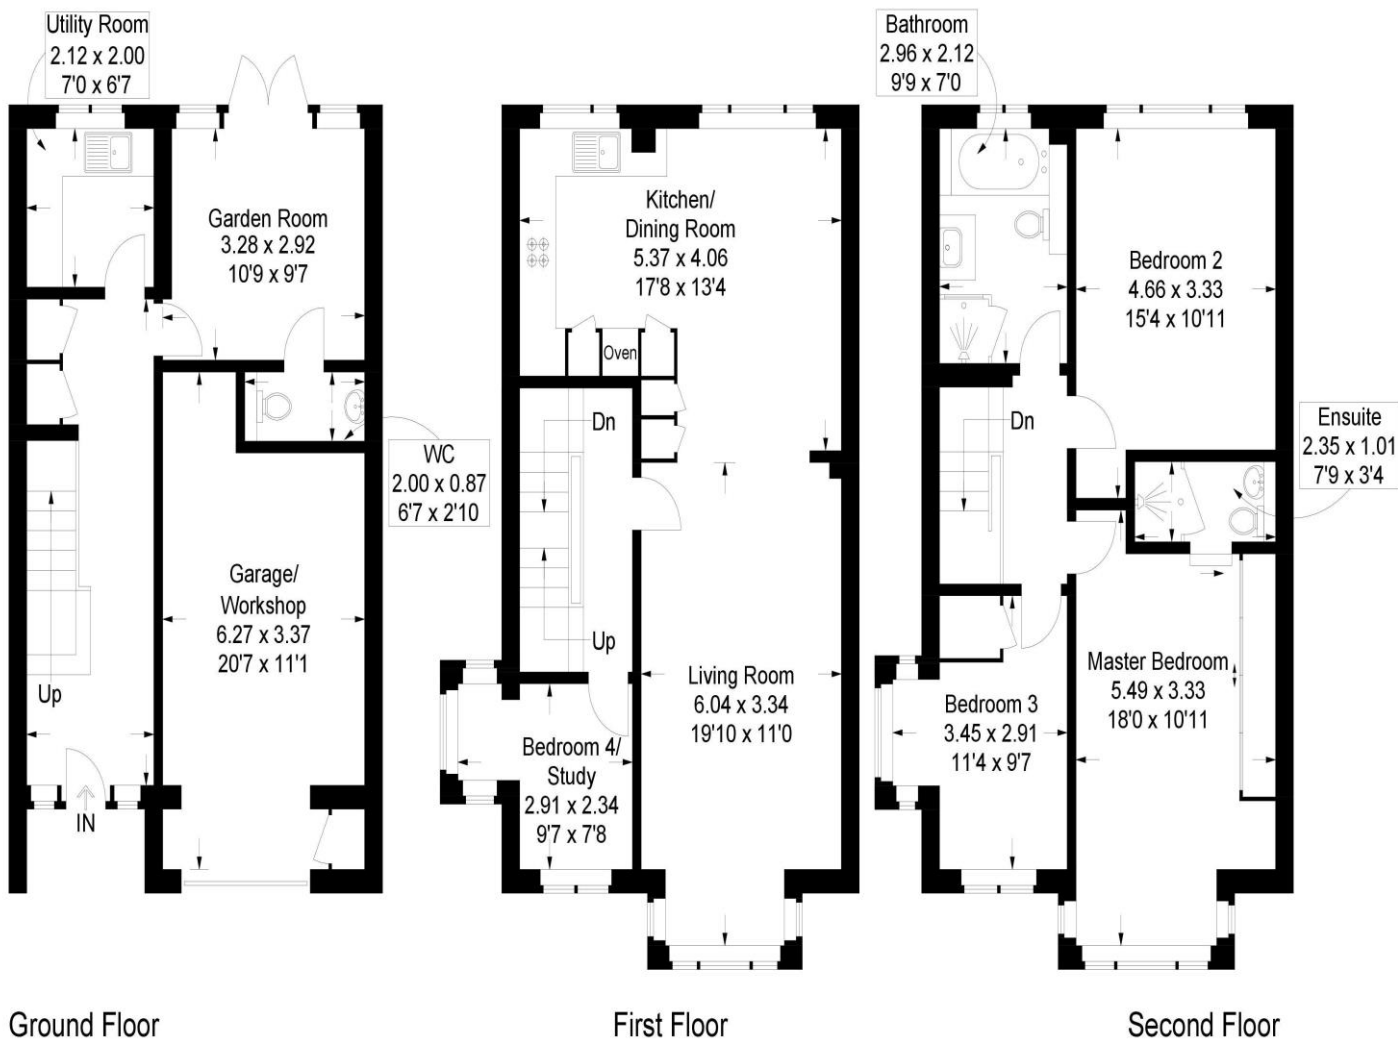 Utility Room
2.12 x 2.00
7'0 x 6'7
Garden Room
3.28 x 2.92
10'9 x 9'7
WC
2.00 x 0.87
6'7 x 2'10
Garage/
Workshop
6.27 x 3.37
20'7 x 11'1
Up
IN
Ground Floor
Kitchen/
Dining Room
5.37 x 4.06
17'8 x 13'4
Oven
Dn
Up
Living Room
6.04 x 3.34
19'10 x 11'0
Bedroom 4/
Study
2.91 x 2.34
9'7 x 7'8
First Floor
Bathroom
2.96 x 2.12
9'9 x 7'0
Bedroom 2
4.66 x 3.33
15'4 x 10'11
Dn
Ensuite
2.35 x 1.01
7'9 x 3'4
Master Bedroom
5.49 x 3.33
18'0 x 10'11
Bedroom 3
3.45 x 2.91
11'4 x 9'7
Second Floor